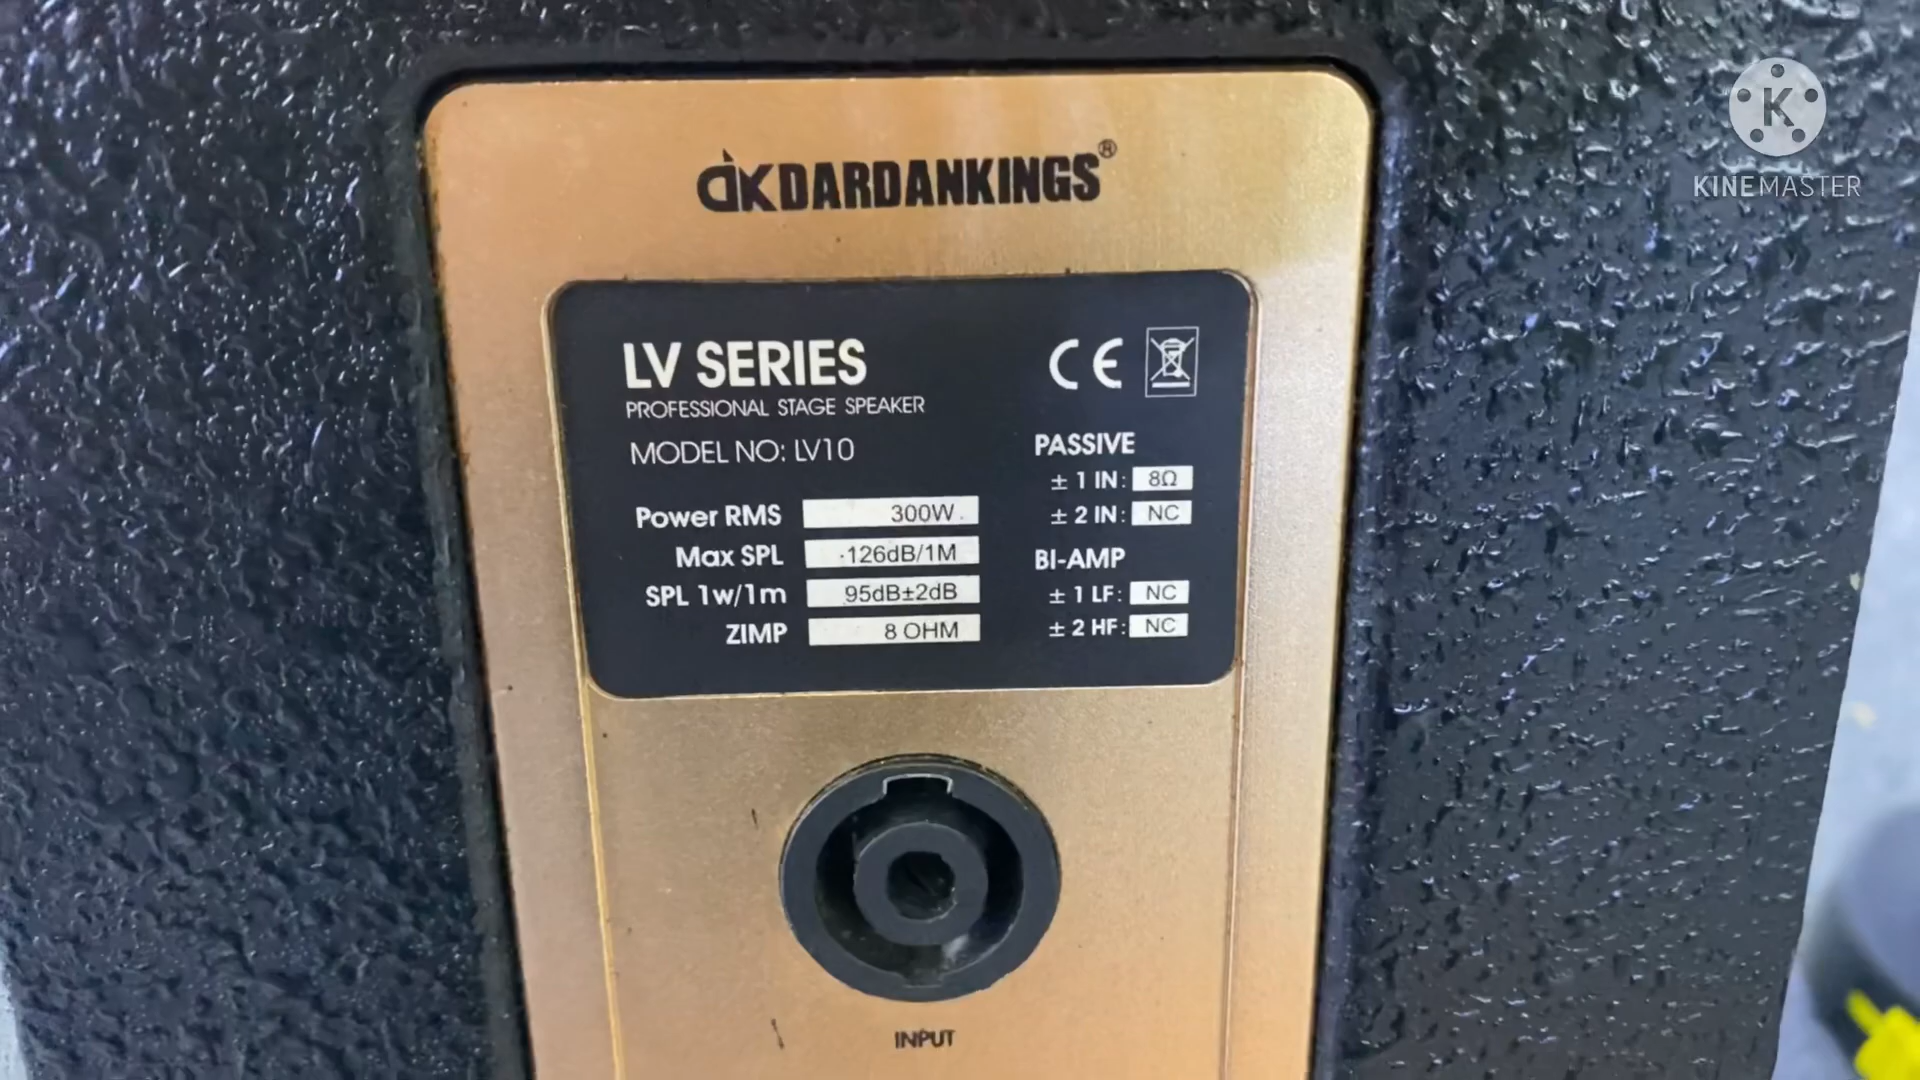 K
KINEMASTER
dK DARDANKINGS®
LV SERIES
PROFESSIONAL STAGE SPEAKER
MODEL NO: LV10
Power RMS 300W
Max SPL 126dB/1M
SPL 1w/1m 95dB±2dB
ZIMP 8 OHM
CE
PASSIVE
± 1 IN: 8Ω
± 2 IN: NC
BI-AMP
± 1 LF: NC
± 2 HF: NC
INPUT